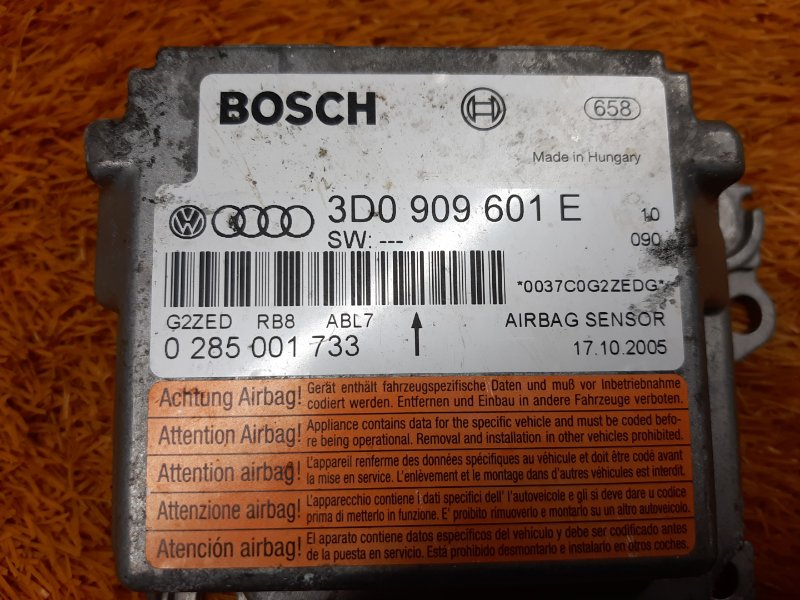 BOSCH
658
Made in Hungary
3D0 909 601 E 10
SW: --- 090
*0037C0G2ZEDG*
G2ZED RB8 ABL7 AIRBAG SENSOR
0 285 001 733 17.10.2005
Achtung Airbag! Gerät enthält fahrzeugspezifische Daten und muß vor Inbetriebnahme
codiert werden. Entfernen und Einbau in andere Fahrzeuge verboten.
Attention Airbag! Appliance contains data for the specific vehicle and must be coded befo-
re being operational. Removal and installation in other vehicles prohibited.
Attention airbag! L'appareil renferme des données spécifiques au véhicule et doit être codé avant
la mise en service. L'enlèvement et le montage dans d'autres véhicules est interdit.
Attenzione airbag! L'apparecchio contiene i dati specifici dell' l'autoveicolo e gli si deve dare u codice
prima di metterlo in funzione. E' proibito rimuoverlo e montarlo su un altro autoveicolo.
Atención airbag! El aparato contiene datos específicos del vehículo y debe ser codificado antes
de la puesta en servicio. Está prohibido desmontarlo e instalarlo en otros coches.